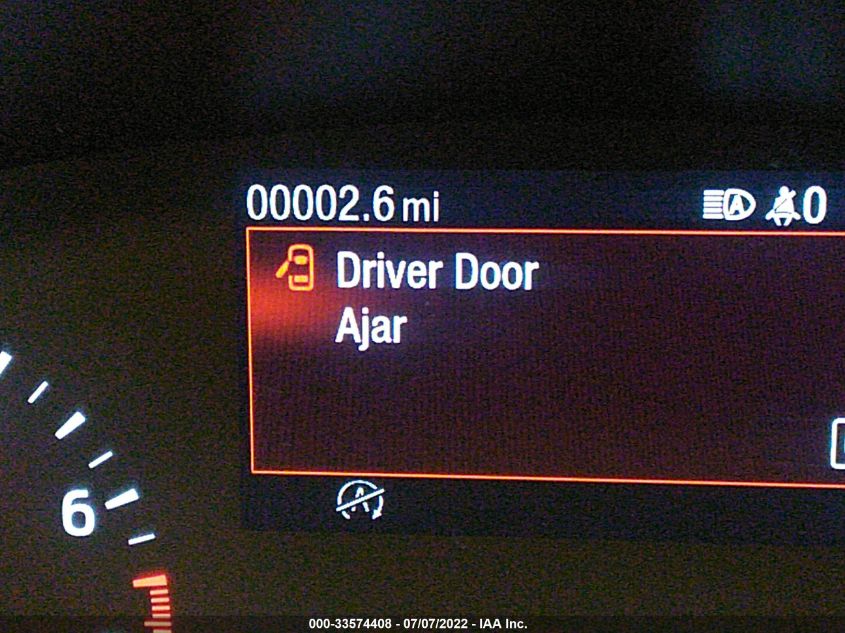 00002.6 mi A 0
Driver Door
Ajar
A
6
000-33574408 - 07/07/2022 - IAA Inc.